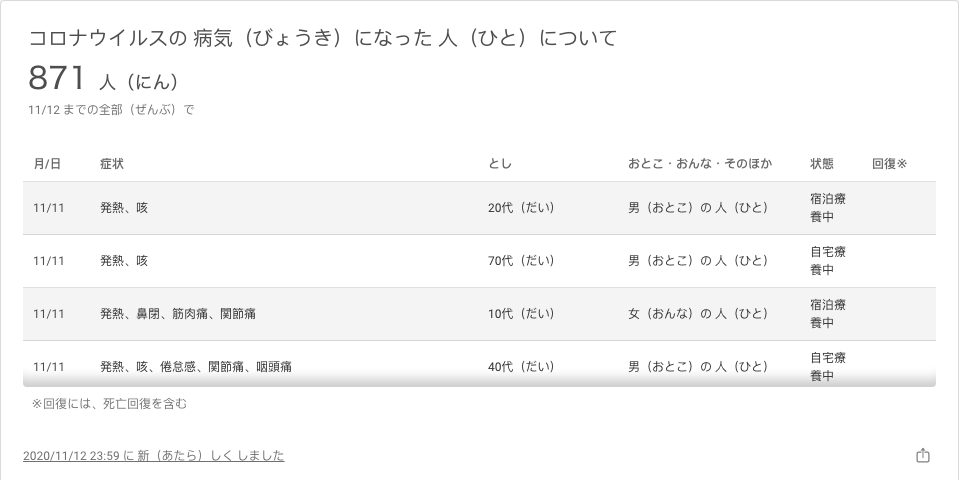 コロナウイルスの 病気（びょうき）になった 人（ひと）について
871 人（にん）
11/12 までの全部（ぜんぶ）で
月/日 症状 とし おとこ・おんな・そのほか 状態 回復※
11/11 発熱、咳 20代（だい） 男（おとこ）の 人（ひと） 宿泊療
養中
11/11 発熱、咳 70代（だい） 男（おとこ）の 人（ひと） 自宅療
養中
11/11 発熱、鼻閉、筋肉痛、関節痛 10代（だい） 女（おんな）の 人（ひと） 宿泊療
養中
11/11 発熱、咳、倦怠感、関節痛、咽頭痛 40代（だい） 男（おとこ）の 人（ひと） 自宅療
養中
※回復には、死亡回復を含む
2020/11/12 23:59 に 新（あたら）しく しました